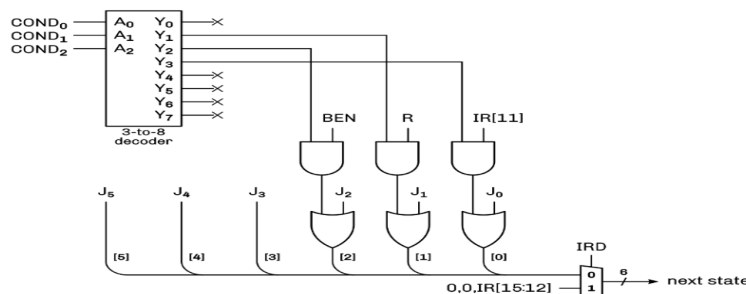 COND₀ A₀ Y₀
COND₁ A₁ Y₁
COND₂ A₂ Y₂
Y₃
Y₄
Y₅
Y₆
Y₇
3-to-8
decoder
BEN R IR[11]
J₅ J₄ J₃ J₂ J₁ J₀
[5] [4] [3] [2] [1] [0]
IRD
0 6
next state
0,0,IR[15:12] 1